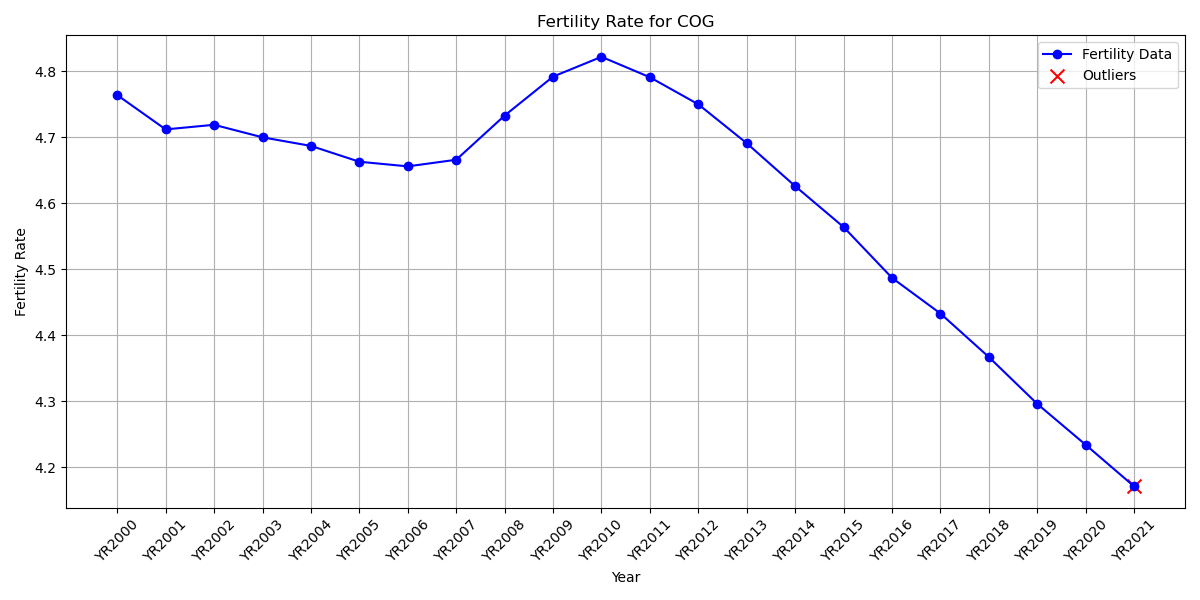 Fertility Rate for COG
Fertility Data
Outliers
Fertility Rate
4.8
4.7
4.6
4.5
4.4
4.3
4.2
YR2000
YR2001
YR2002
YR2003
YR2004
YR2005
YR2006
YR2007
YR2008
YR2009
YR2010
YR2011
YR2012
YR2013
YR2014
YR2015
YR2016
YR2017
YR2018
YR2019
YR2020
YR2021
Year